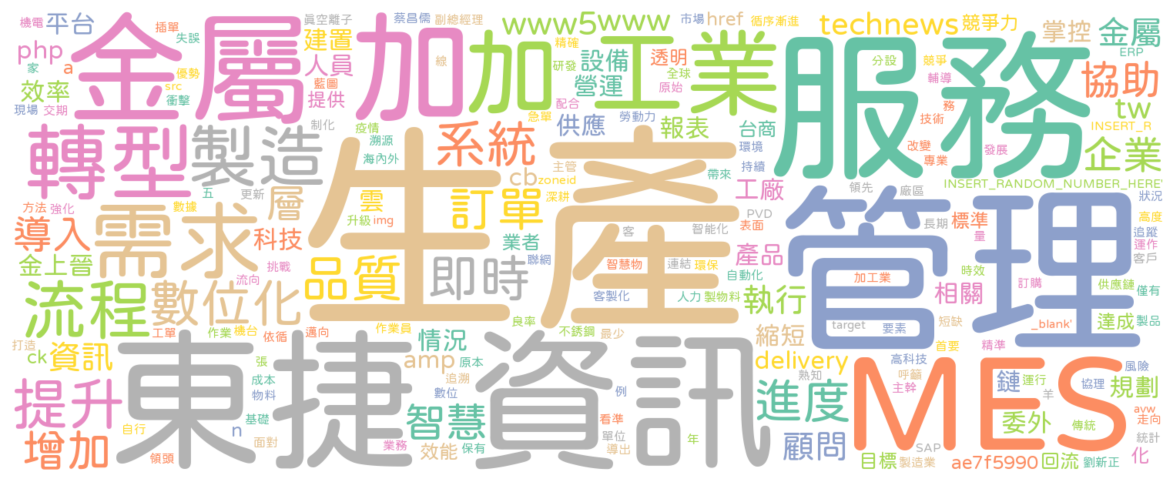 機電 平台 插單 失誤 真空離子 蔡昌儒 副總經理 www5www 市場 href 循序漸進 technews 競爭力 掌控 金屬
php 家 a 優勢 建置 人員 金屬 加 加工業 線 精確 研發 設備 透明 全球 服務 分設 競爭 ERP
效率 src 藍圖 提供 營運 原始 輔導 協助
現場 交期 衝擊 配合 急單 勞動力 務 技術 tw
轉型 製造 制化 疫情 系統 供應 報表 台商 改變 專業 INSERT_R
溯源 主管 環境 發展 企業
海內外 cb zoneid 持續 帶來
五 更新 生產 深耕 工廠 領先 廠區 INSERT_RANDOM_NUMBER_HERE
方法 強化 需求 層 數據 雲 訂單 PVD 管理 長期 標準 狀況
導入 科技 升級 img 業者 客 智能化 表面 量 高度 追蹤
金上晉 挑戰 聯網 智慧物 連結 環保 產品 運作 客戶
流向 品質 即時 自動化 加工業 時效 訂購 供應鏈 僅有
流程 數位化 客製化 人力 製物料 執行 相關
工單 作業 機台 作業員 良率 不銹鋼 最少 縮短 target 要素 短缺 _blank' 達成 製品
打造 依循 邁向 情況 首要 精準
ck 資訊 張 東捷資訊 amp 原本 delivery 高科技 MES 風險
提升 成本 物料 追溯 數位 例 熟知 呼籲 主幹 鏈 運行 協理 規劃
羊
基礎 智慧 看準 進度 委外 avw 走向
n 自行 保有 單位 年 傳統
增加 面對 業務 效能 導出 顧問 SAP 統計
領頭 目標 製造業 ae7f5990 回流 劉新正 化